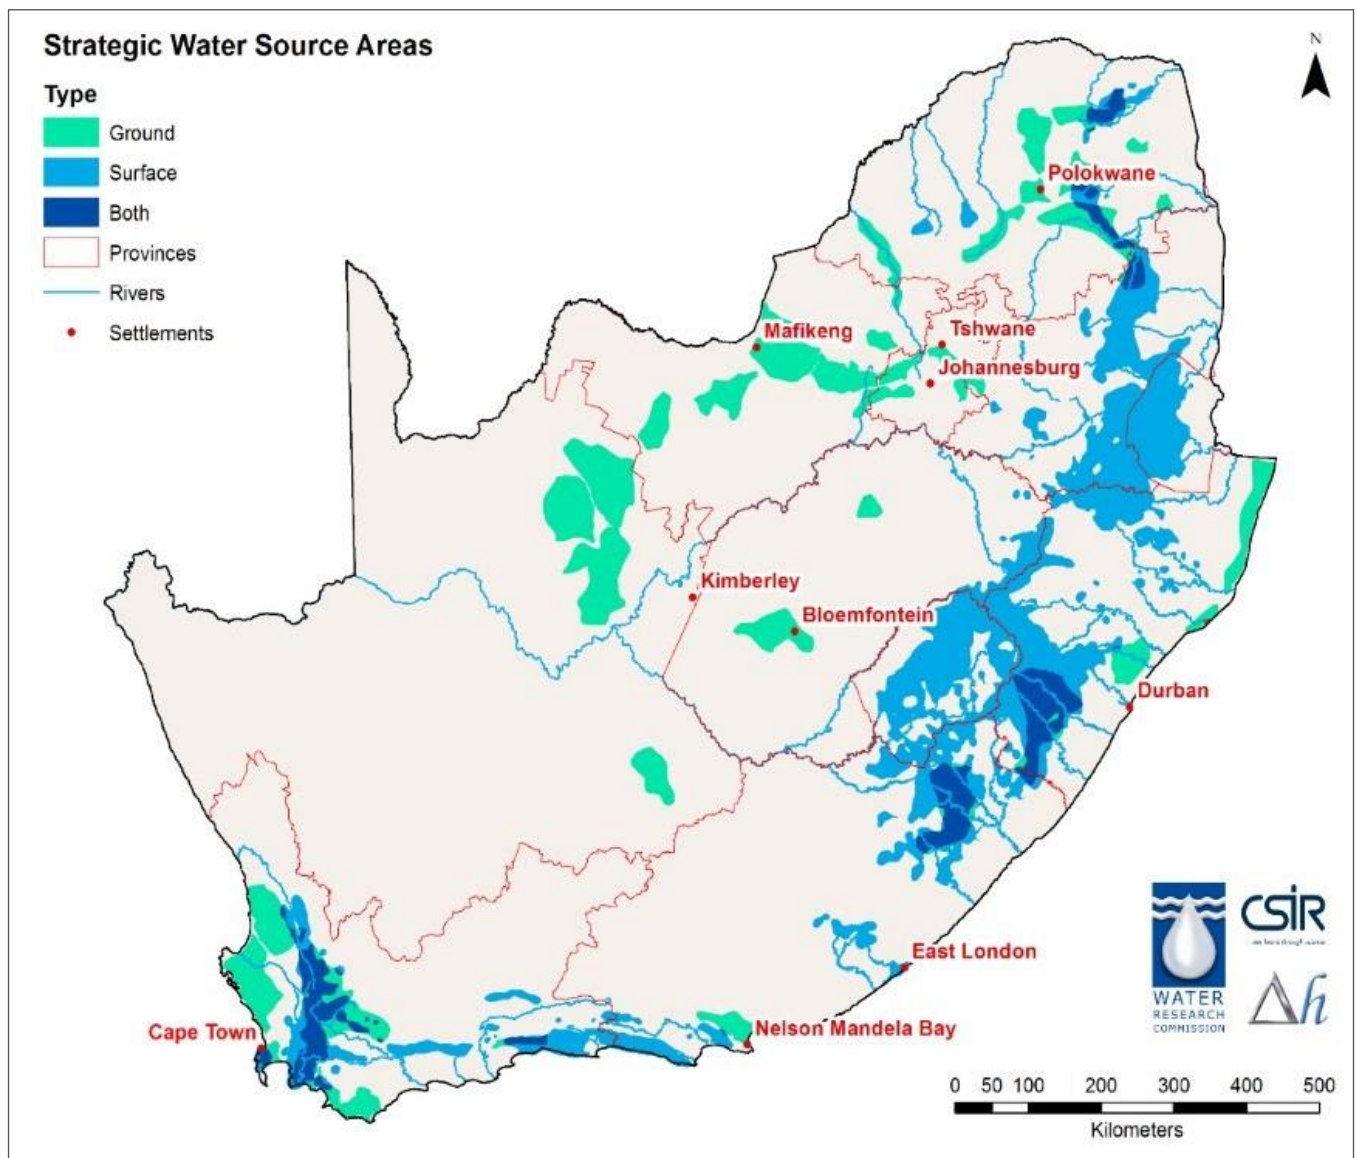 Strategic Water Source Areas
N
Type
Ground
Surface
Both
Provinces
Rivers
Settlements
Polokwane
Mafikeng
Tshwane
Johannesburg
Kimberley
Bloemfontein
Durban
East London
Cape Town
Nelson Mandela Bay
CSIR
WATER
RESEARCH
COMMISSION
h
0 50 100 200 300 400 500
Kilometers